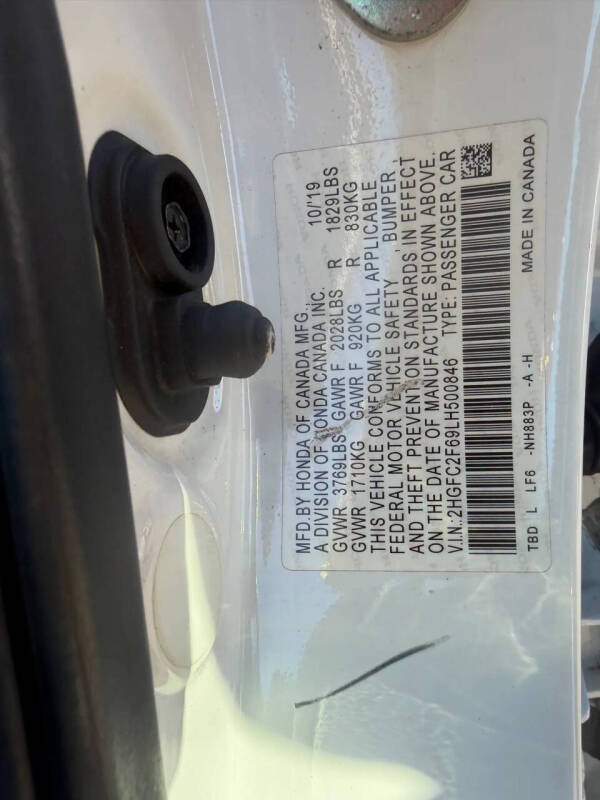 MFD.BY HONDA OF CANADA MFG., 10/'19
A DIVISION OF HONDA CANADA INC.
GVWR 3769LBS GAWR F 2028LBS R 1829LBS
GVWR 1710KG GAWR F 920KG R 830KG
THIS VEHICLE CONFORMS TO ALL APPLICABLE
FEDERAL MOTOR VEHICLE SAFETY , BUMPER ,
AND THEFT PREVENTION STANDARDS IN EFFECT
ON THE DATE OF MANUFACTURE SHOWN ABOVE.
V.I.N.:2HGFC2F69LH500846 TYPE: PASSENGER CAR
TBD L LF6 -NH883P -A -H MADE IN CANADA